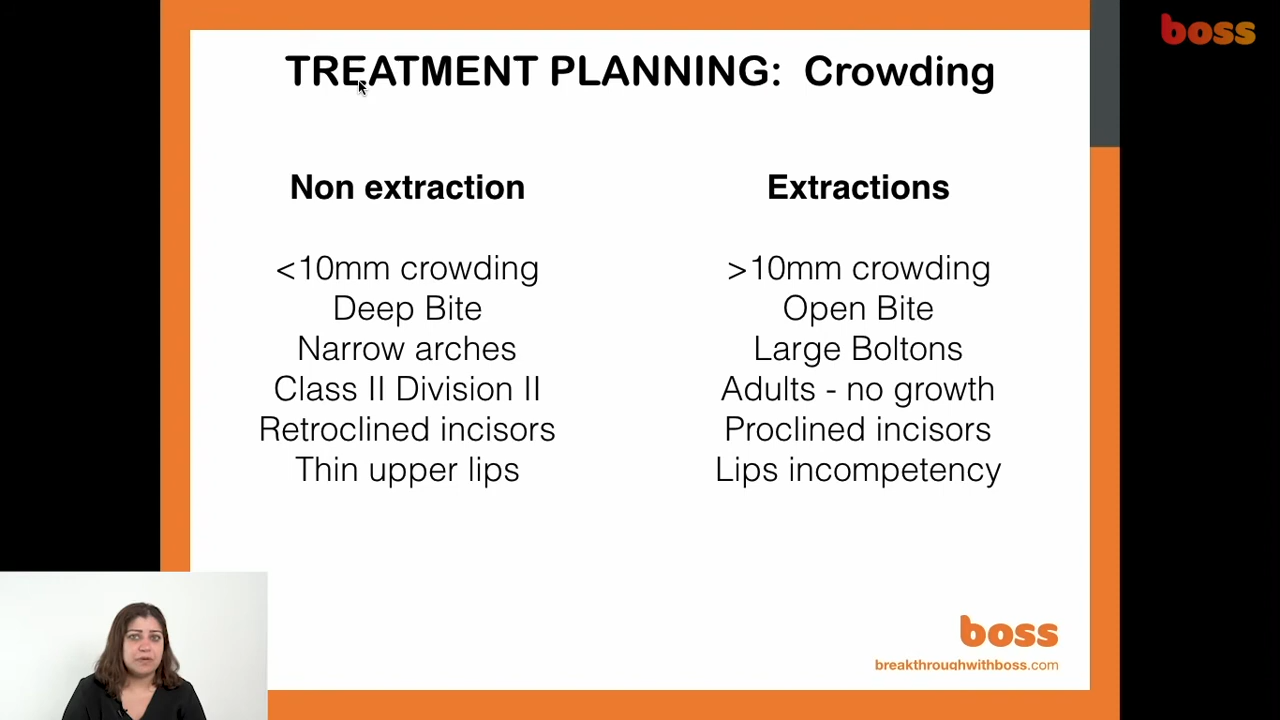 boss
TREATMENT PLANNING: Crowding
Non extraction
<10mm crowding
Deep Bite
Narrow arches
Class II Division II
Retroclined incisors
Thin upper lips
Extractions
>10mm crowding
Open Bite
Large Boltons
Adults - no growth
Proclined incisors
Lips incompetency
boss
breakthroughwithboss.com